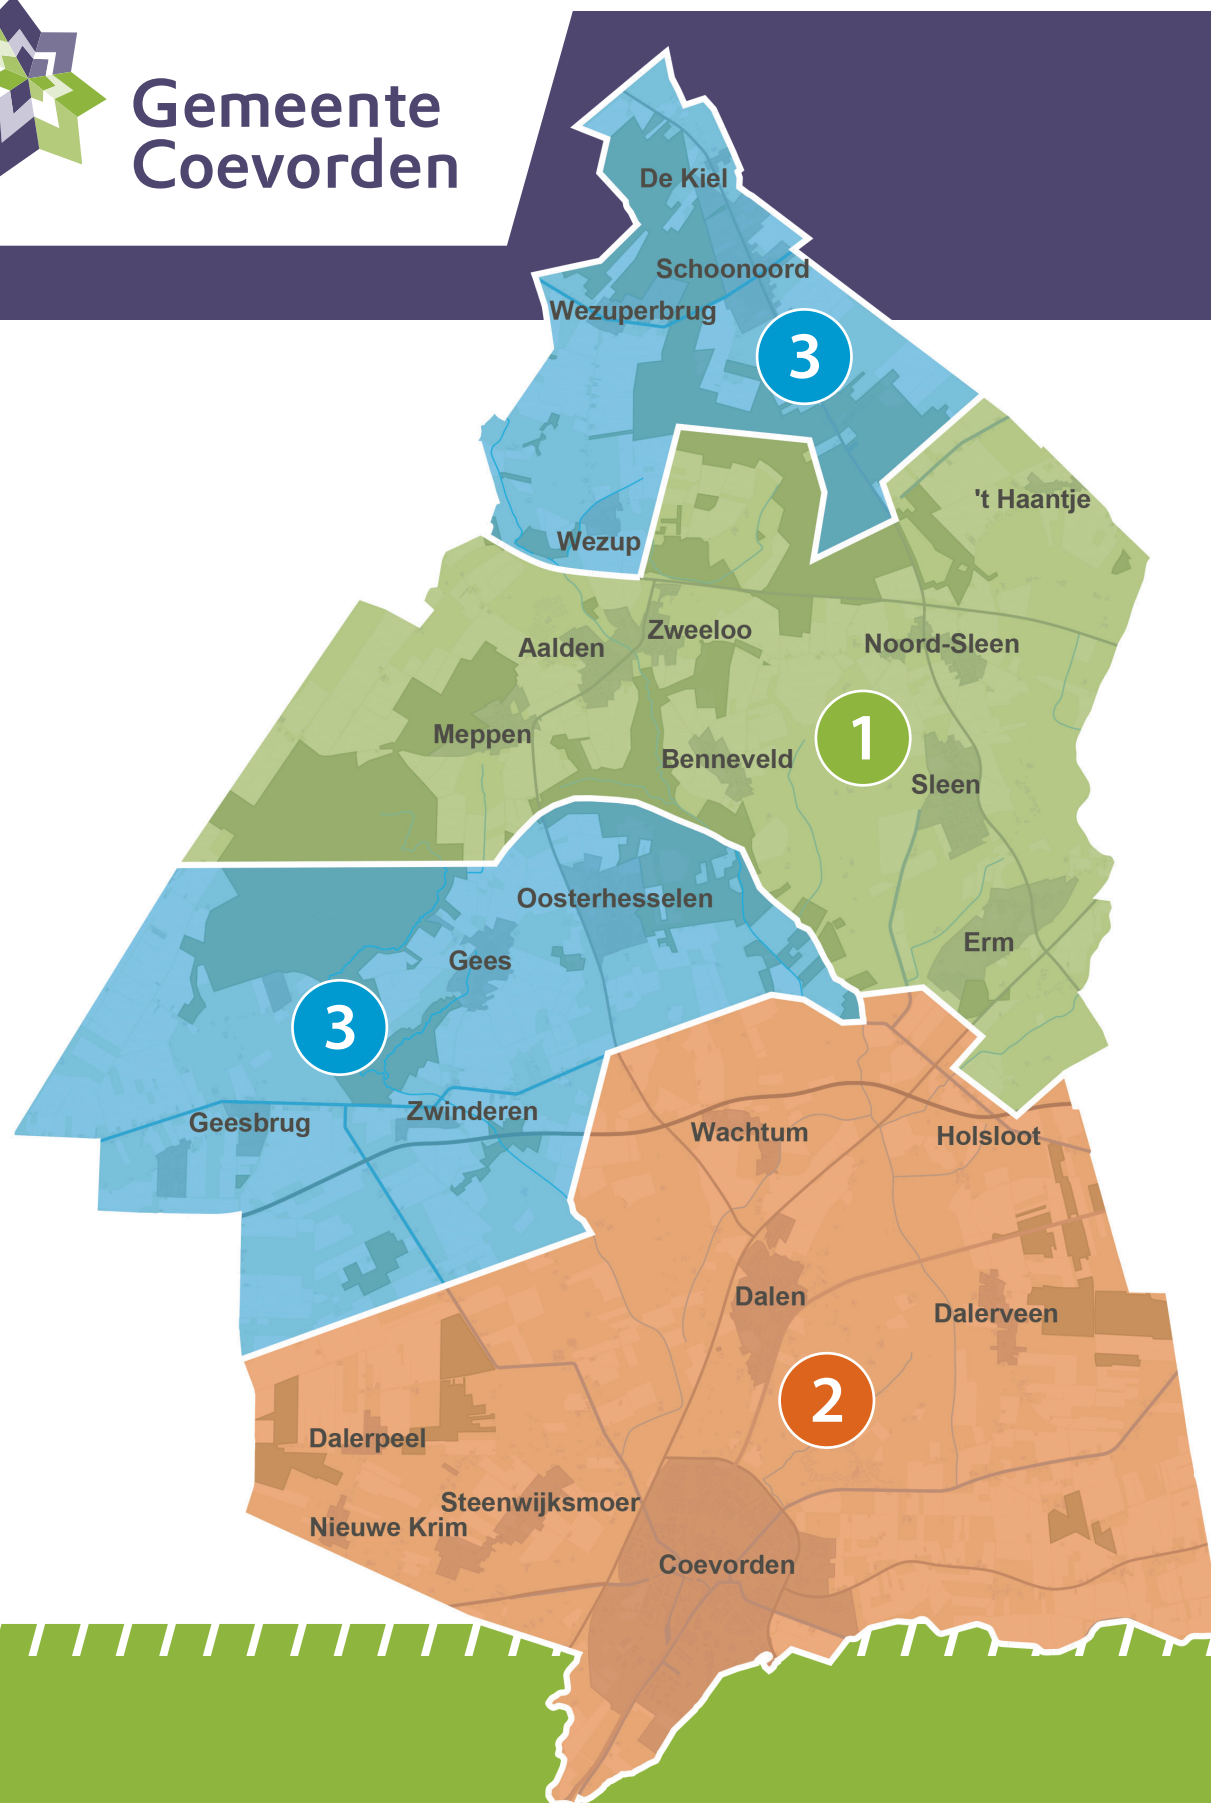 Gemeente
Coevorden
De Kiel
Schoonoord
Wezuperbrug
3
't Haantje
Wezup
Zweeloo
Aalden
Noord-Sleen
Meppen
1
Benneveld
Sleen
Oosterhesselen
Erm
Gees
3
Zwinderen
Geesbrug
Wachtum
Holsloot
Dalen
Dalerveen
2
Dalerpeel
Steenwijksmoer
Nieuwe Krim
Coevorden